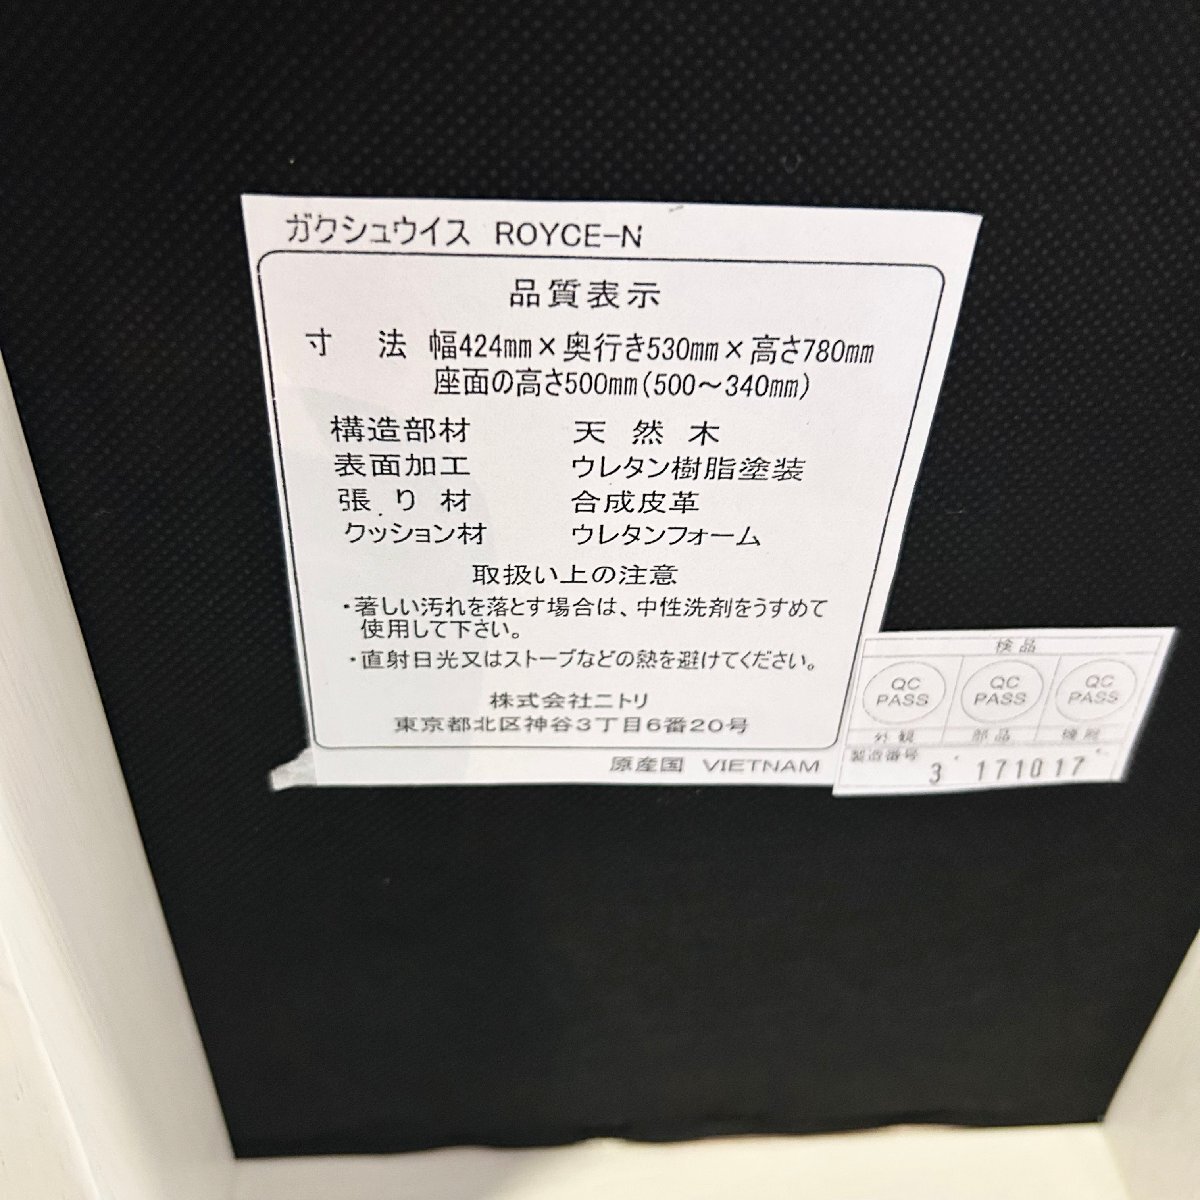 ガクシュウイス ROYCE-N
品質表示
寸 法 幅424mm×奥行き530mm×高さ780mm
座面の高さ500mm(500～340mm)
構造部材 天 然 木
表面加工 ウレタン樹脂塗装
張 り 材 合成皮革
クッション材 ウレタンフォーム
取扱い上の注意
・著しい汚れを落とす場合は、中性洗剤をうすめて
使用して下さい。
・直射日光又はストーブなどの熱を避けてください。
株式会社ニトリ
東京都北区神谷3丁目6番20号
原産国 VIETNAM
検品
QC PASS QC PASS QC PASS
外観 部品
製造番号 3 171017